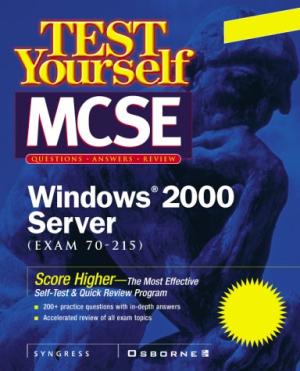 TEST
Yourself
MCSE
QUESTIONS • ANSWERS • REVIEW
Windows® 2000
Server
(EXAM 70-215)
Score Higher—The Most Effective
Self-Test & Quick Review Program
200+ practice questions with in-depth answers
Accelerated review of all exam topics
SYNGRESS
OSBORNE